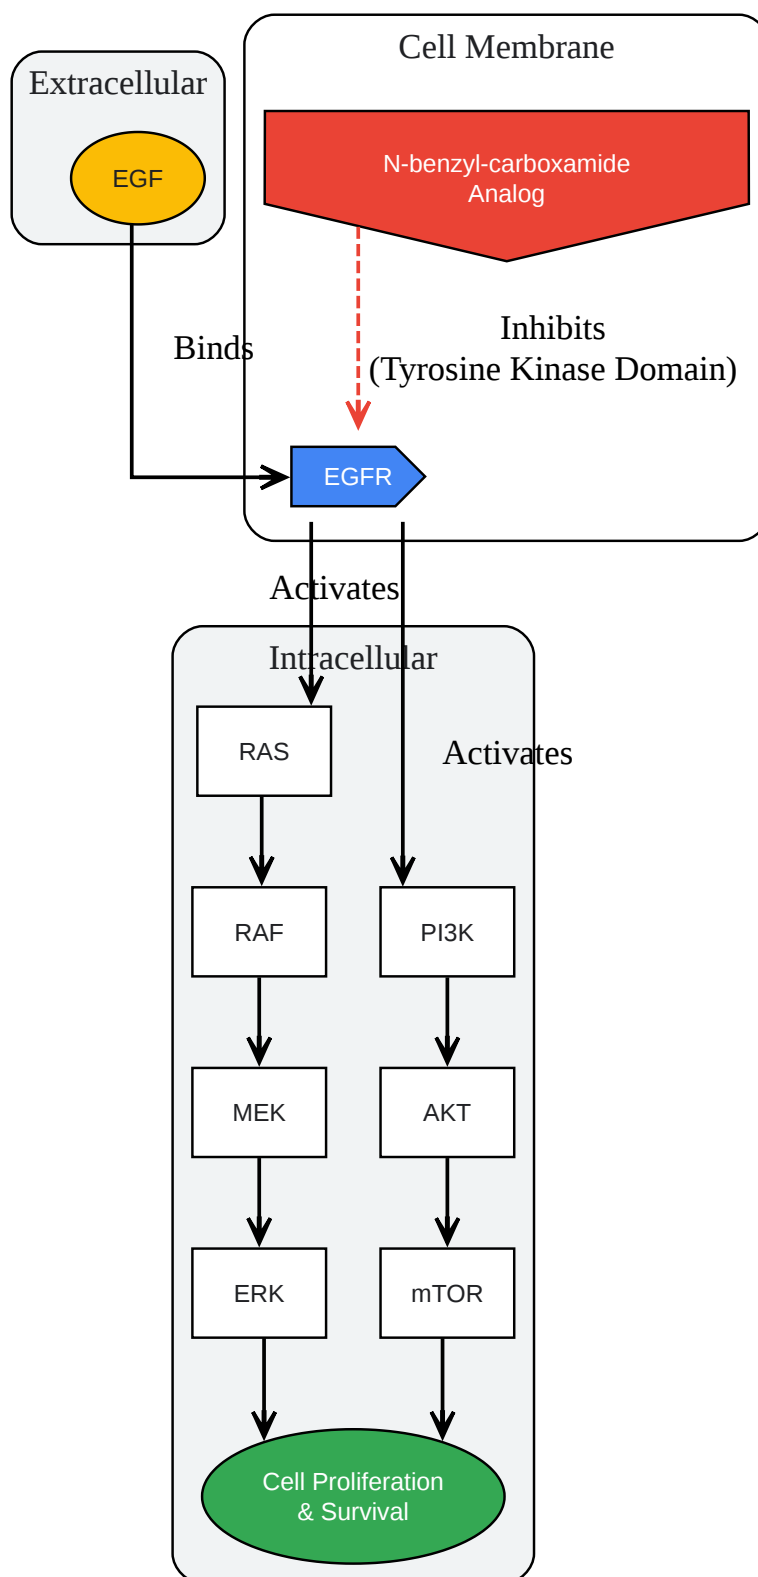 Cell Membrane
Extracellular
N-benzyl-carboxamide
Analog
EGF
Inhibits
(Tyrosine Kinase Domain)
Binds
EGFR
Activates
Intracellular
RAS
Activates
RAF
PI3K
MEK
AKT
ERK
mTOR
Cell Proliferation
& Survival